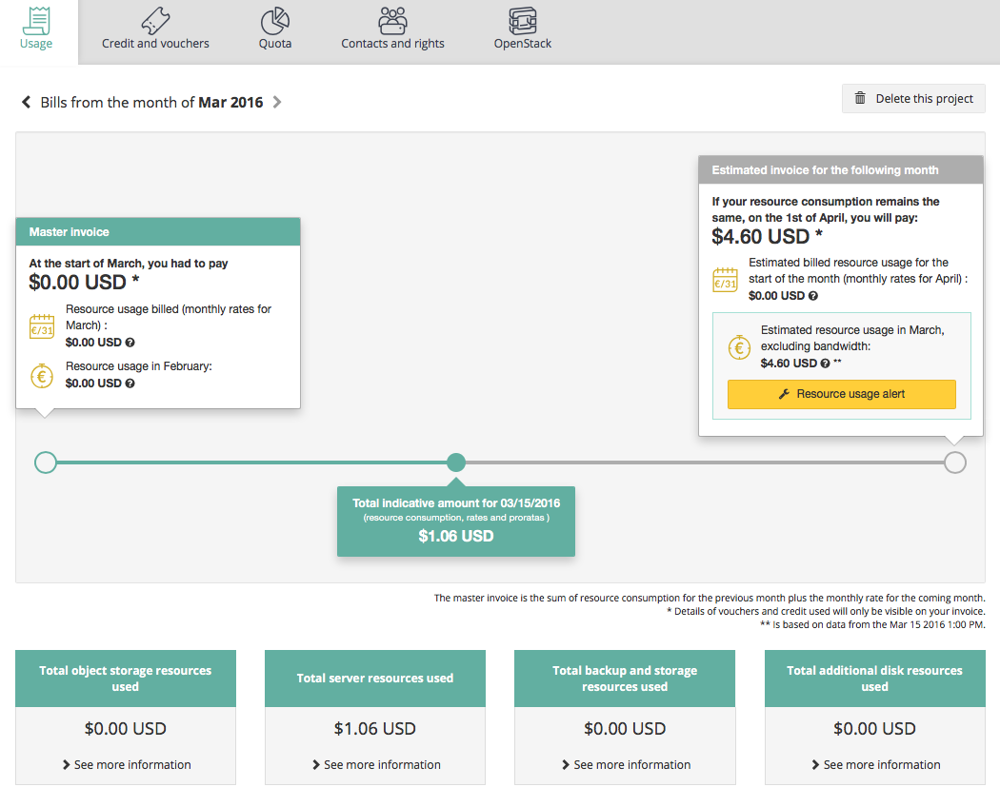 Usage
Credit and vouchers
Quota
Contacts and rights
OpenStack
Bills from the month of Mar 2016
Delete this project
Master invoice
At the start of March, you had to pay
$0.00 USD *
€/31
Resource usage billed (monthly rates for
March) :
$0.00 USD ?
€
Resource usage in February:
$0.00 USD ?
Estimated invoice for the following month
If your resource consumption remains the
same, on the 1st of April, you will pay:
$4.60 USD *
€/31
Estimated billed resource usage for the
start of the month (monthly rates for April) :
$0.00 USD ?
€
Estimated resource usage in March,
excluding bandwidth:
$4.60 USD ? **
Resource usage alert
Total indicative amount for 03/15/2016
(resource consumption, rates and proratas )
$1.06 USD
The master invoice is the sum of resource consumption for the previous month plus the monthly rate for the coming month.
* Details of vouchers and credit used will only be visible on your invoice.
** Is based on data from the Mar 15 2016 1:00 PM.
Total object storage resources
used
$0.00 USD
See more information
Total server resources used
$1.06 USD
See more information
Total backup and storage
resources used
$0.00 USD
See more information
Total additional disk resources
used
$0.00 USD
See more information